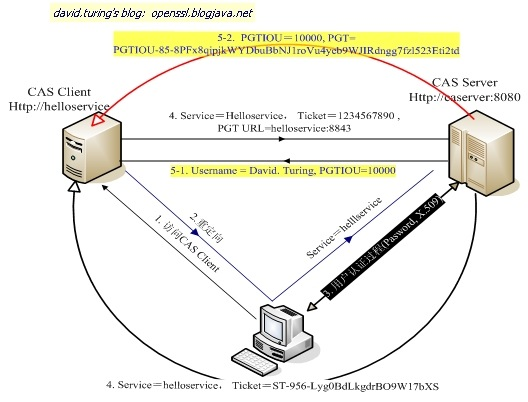 david.turing's blog: openssl.blogjava.net
5-2. PGTIOU=10000, PGT=
PGTIOU-85-8PFx8qipjkWYDbuBbNJ1roVu4yeb9WJIRdngg7fzl523Eti2td
CAS Client
Http://helloservice
CAS Server
Http://caserver:8080
4. Service=Helloservice, Ticket=1234567890 ,
PGT URL=helloservice:8843
5-1. Username = David. Turing, PGTIOU=10000
2.重定向
1. 访问CAS Client
Service=helllservice
3. 用户认证过程(Password, X.509)
4. Service=helloservice, Ticket=ST-956-Lyg0BdLkgdrBO9W17bXS